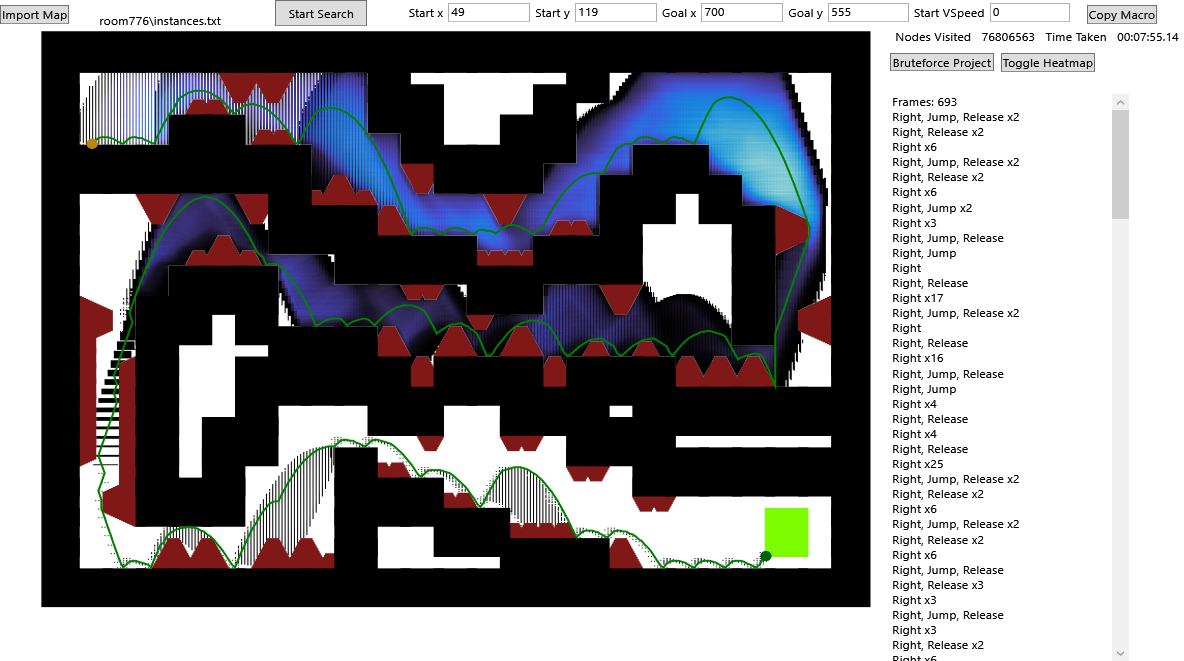 Import Map
room776\instances.txt
Start Search
Start x 49 Start y 119 Goal x 700 Goal y 555 Start VSpeed 0
Copy Macro
Nodes Visited 76806563 Time Taken 00:07:55.14
Bruteforce Project Toggle Heatmap
Frames: 693
Right, Jump, Release x2
Right, Release x2
Right x6
Right, Jump, Release x2
Right, Release x2
Right x6
Right, Jump x2
Right x3
Right, Jump, Release
Right, Jump
Right
Right, Release
Right x17
Right, Jump, Release x2
Right
Right, Release
Right x16
Right, Jump, Release
Right, Jump
Right x4
Right, Release
Right x4
Right, Release
Right x25
Right, Jump, Release x2
Right, Release x2
Right x6
Right, Jump, Release x2
Right, Release x2
Right x6
Right, Jump, Release
Right, Release x3
Right x3
Right, Jump, Release
Right x3
Right, Release x2
Right x6